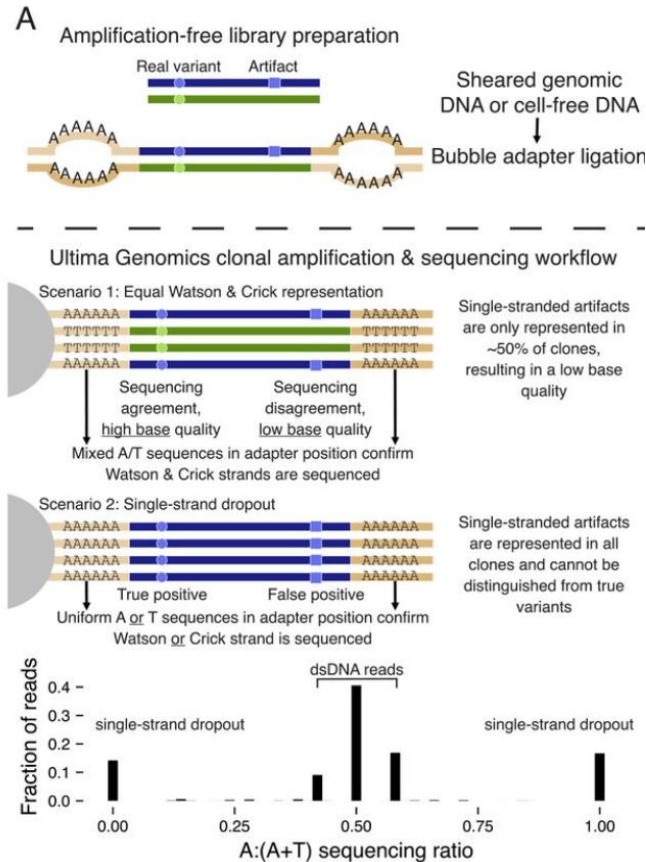 A
Amplification-free library preparation
Real variant Artifact
Sheared genomic
DNA or cell-free DNA
Bubble adapter ligation
AAAAAA AAAAAA
AAAAAA AAAAAA
Ultima Genomics clonal amplification & sequencing workflow
Scenario 1: Equal Watson & Crick representation
AAAAAA AAAAAA
TTTTTT TTTTTT
TTTTTT TTTTTT
AAAAAA AAAAAA
Single-stranded artifacts
are only represented in
~50% of clones,
resulting in a low base
quality
Sequencing Sequencing
agreement, disagreement,
high base quality low base quality
Mixed A/T sequences in adapter position confirm
Watson & Crick strands are sequenced
Scenario 2: Single-strand dropout
AAAAAA AAAAAA
AAAAAA AAAAAA
AAAAAA AAAAAA
AAAAAA AAAAAA
Single-stranded artifacts
are represented in all
clones and cannot be
distinguished from true
variants
True positive False positive
Uniform A or T sequences in adapter position confirm
Watson or Crick strand is sequenced
dsDNA reads
single-strand dropout single-strand dropout
Fraction of reads
0.4
0.3
0.2
0.1
0.0
0.00 0.25 0.50 0.75 1.00
A:(A+T) sequencing ratio